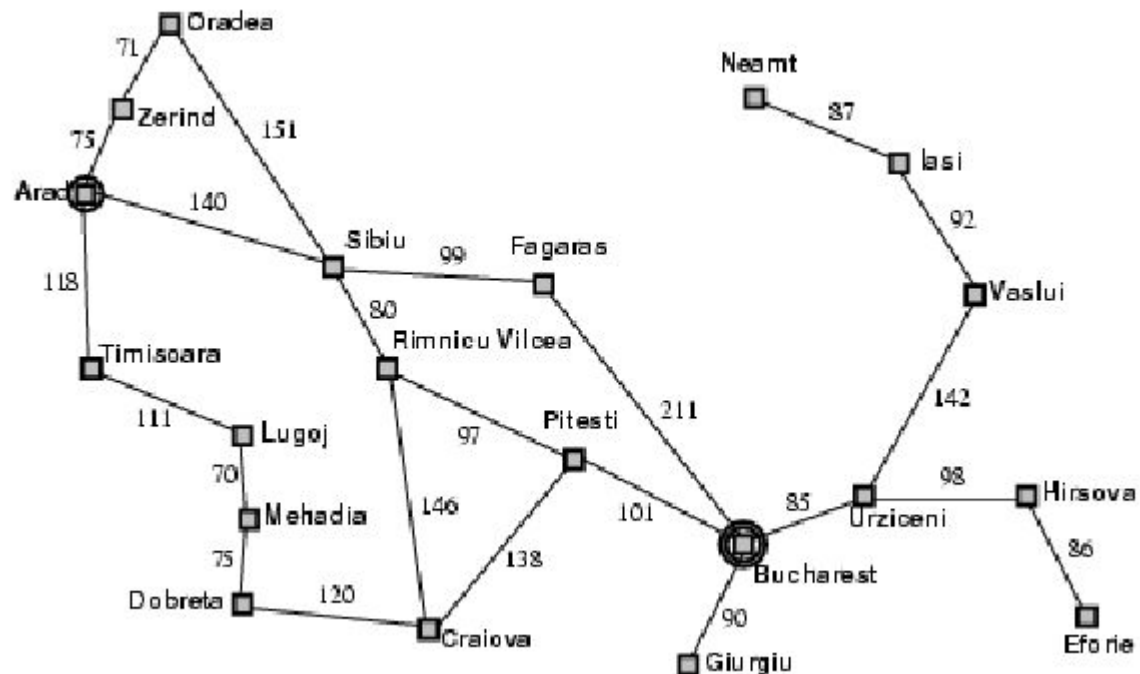 Oradea
71
Neamt
Zerind
87
75
151
Iasi
Arad
140
92
Sibiu
Fagaras
99
118
Vaslui
80
Timisoara
Rimnicu Vilcea
142
111
Pitesti
211
Lugoj
97
70
98
Hirsova
146
85
Urziceni
Mehadia
101
86
75
138
Bucharest
Dobreta
120
90
Craiova
Eforie
Giurgiu